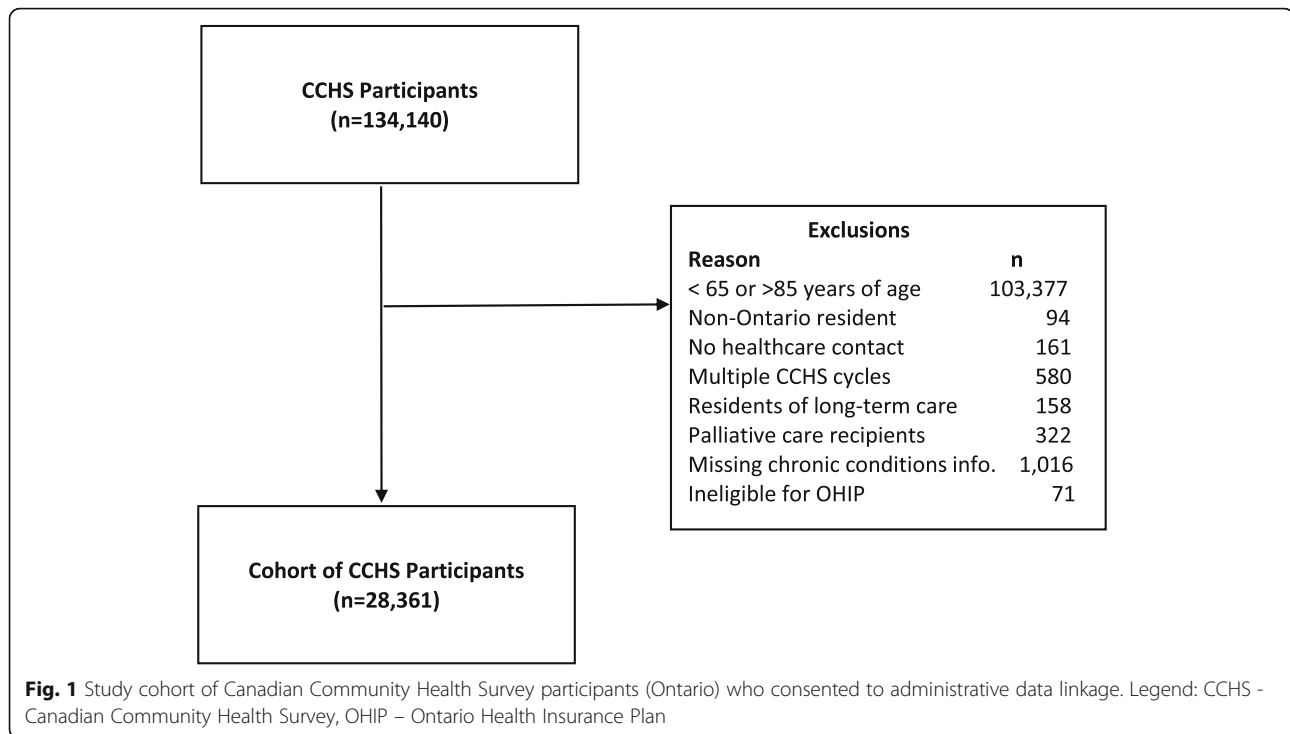 CCHS Participants
(n=134,140)
Exclusions
Reason n
< 65 or >85 years of age 103,377
Non-Ontario resident 94
No healthcare contact 161
Multiple CCHS cycles 580
Residents of long-term care 158
Palliative care recipients 322
Missing chronic conditions info. 1,016
Ineligible for OHIP 71
Cohort of CCHS Participants
(n=28,361)
Fig. 1 Study cohort of Canadian Community Health Survey participants (Ontario) who consented to administrative data linkage. Legend: CCHS -
Canadian Community Health Survey, OHIP – Ontario Health Insurance Plan